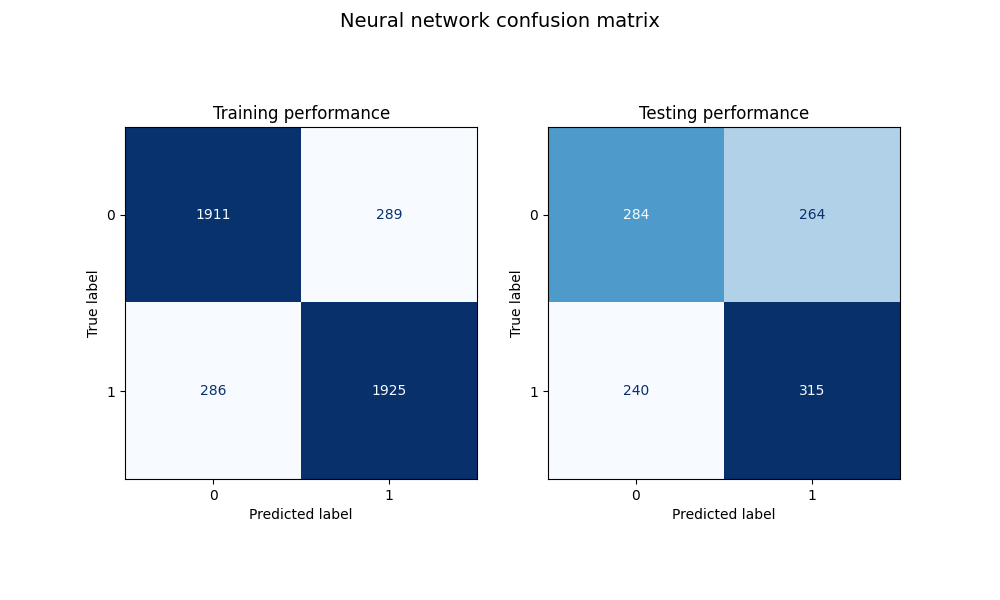 Neural network confusion matrix
Training performance
0
1911
289
True label
1
286
1925
0
1
Predicted label
Testing performance
0
284
264
True label
1
240
315
0
1
Predicted label